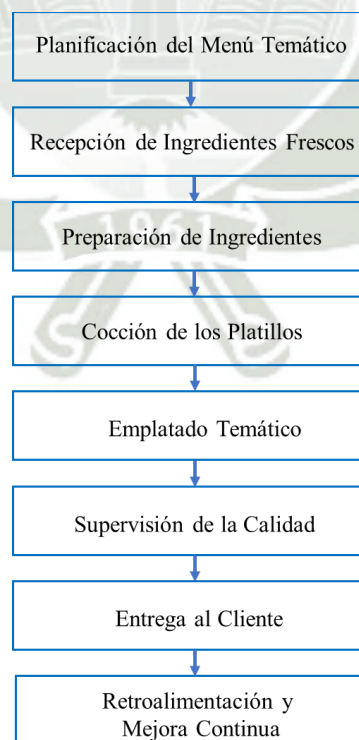 Planificación del Menú Temático
Recepción de Ingredientes Frescos
1961
Preparación de Ingredientes
Cocción de los Platillos
Emplatado Temático
Supervisión de la Calidad
Entrega al Cliente
Retroalimentación y
Mejora Continua